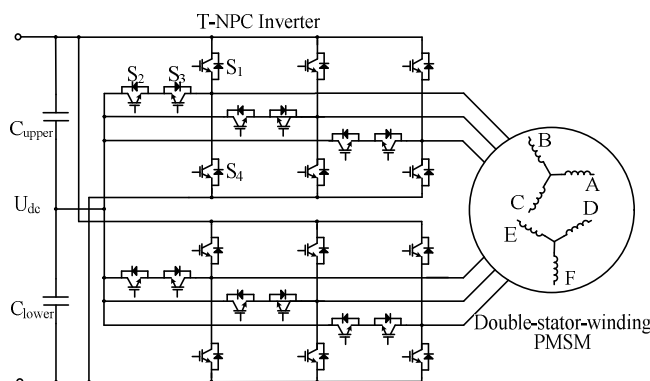 T-NPC Inverter
S1
S2 S3
Cupper
S4
Udc
Clower
B
A
C
D
E
F
Double-stator-winding
PMSM